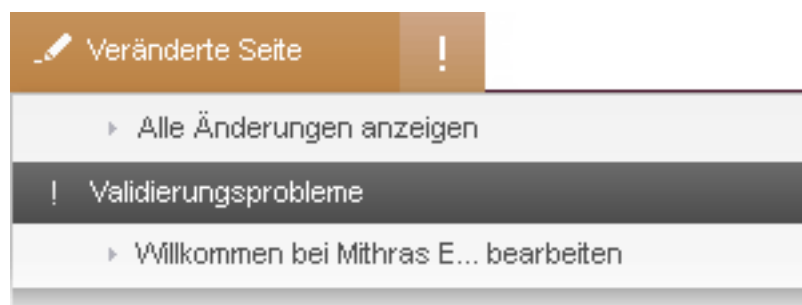 Veränderte Seite !
Alle Änderungen anzeigen
! Validierungsprobleme
Willkommen bei Mithras E... bearbeiten